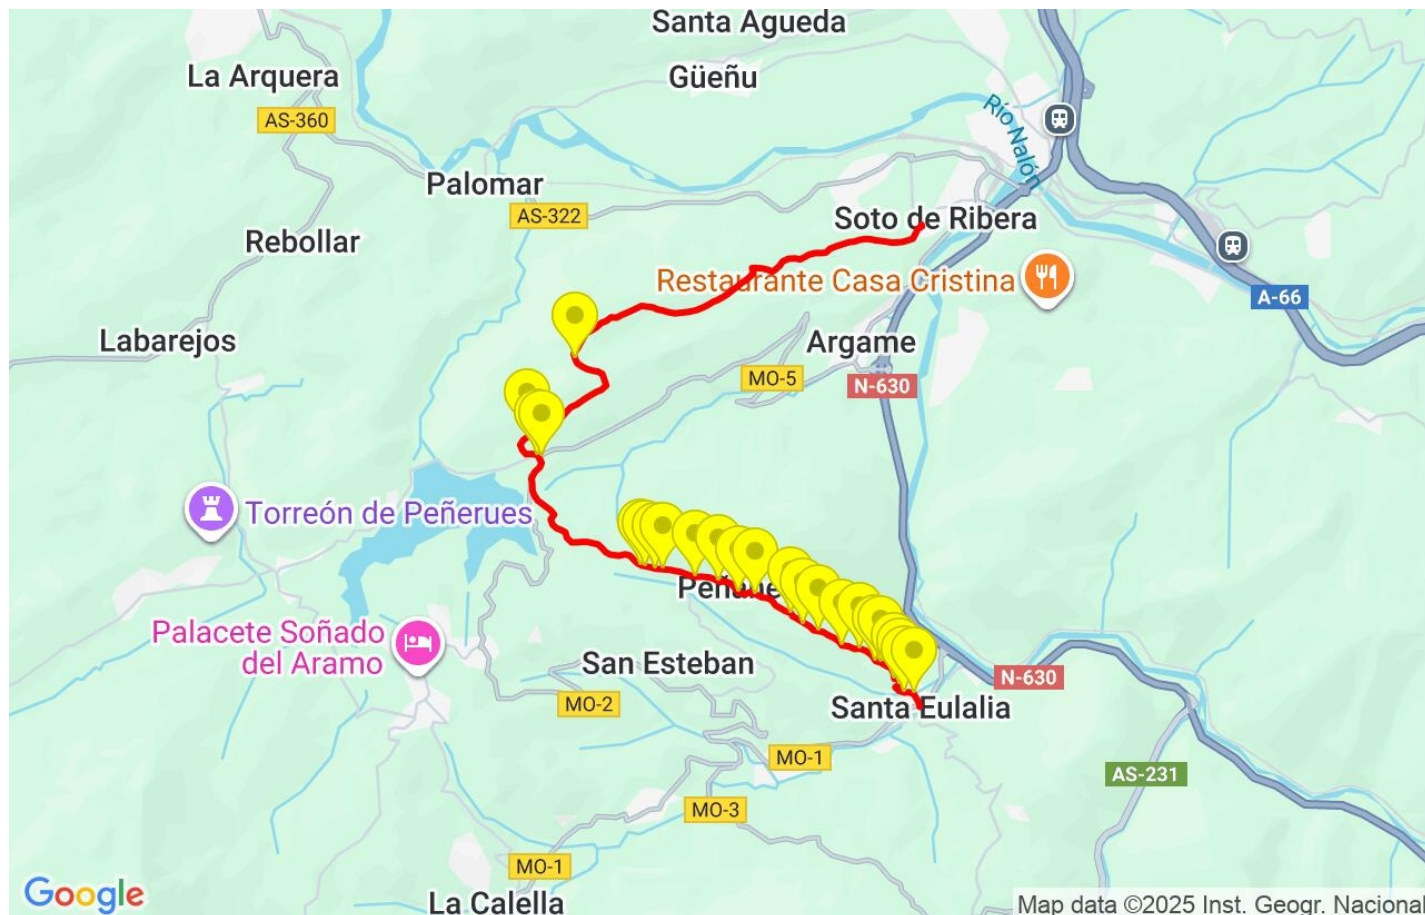 Santa Agueda
La Arquera
Güeñu
AS-360
Río Nalón
Palomar
AS-322
Soto de Ribera
Rebollar
Restaurante Casa Cristina
A-66
Labarejos
Argame
MO-5
N-630
Torreón de Peñerues
Palacete Soñado
del Aramo
San Esteban
N-630
MO-2
Santa Eulalia
MO-1
AS-231
MO-3
MO-1
La Calella
Google
Map data ©2025 Inst. Geogr. Nacional